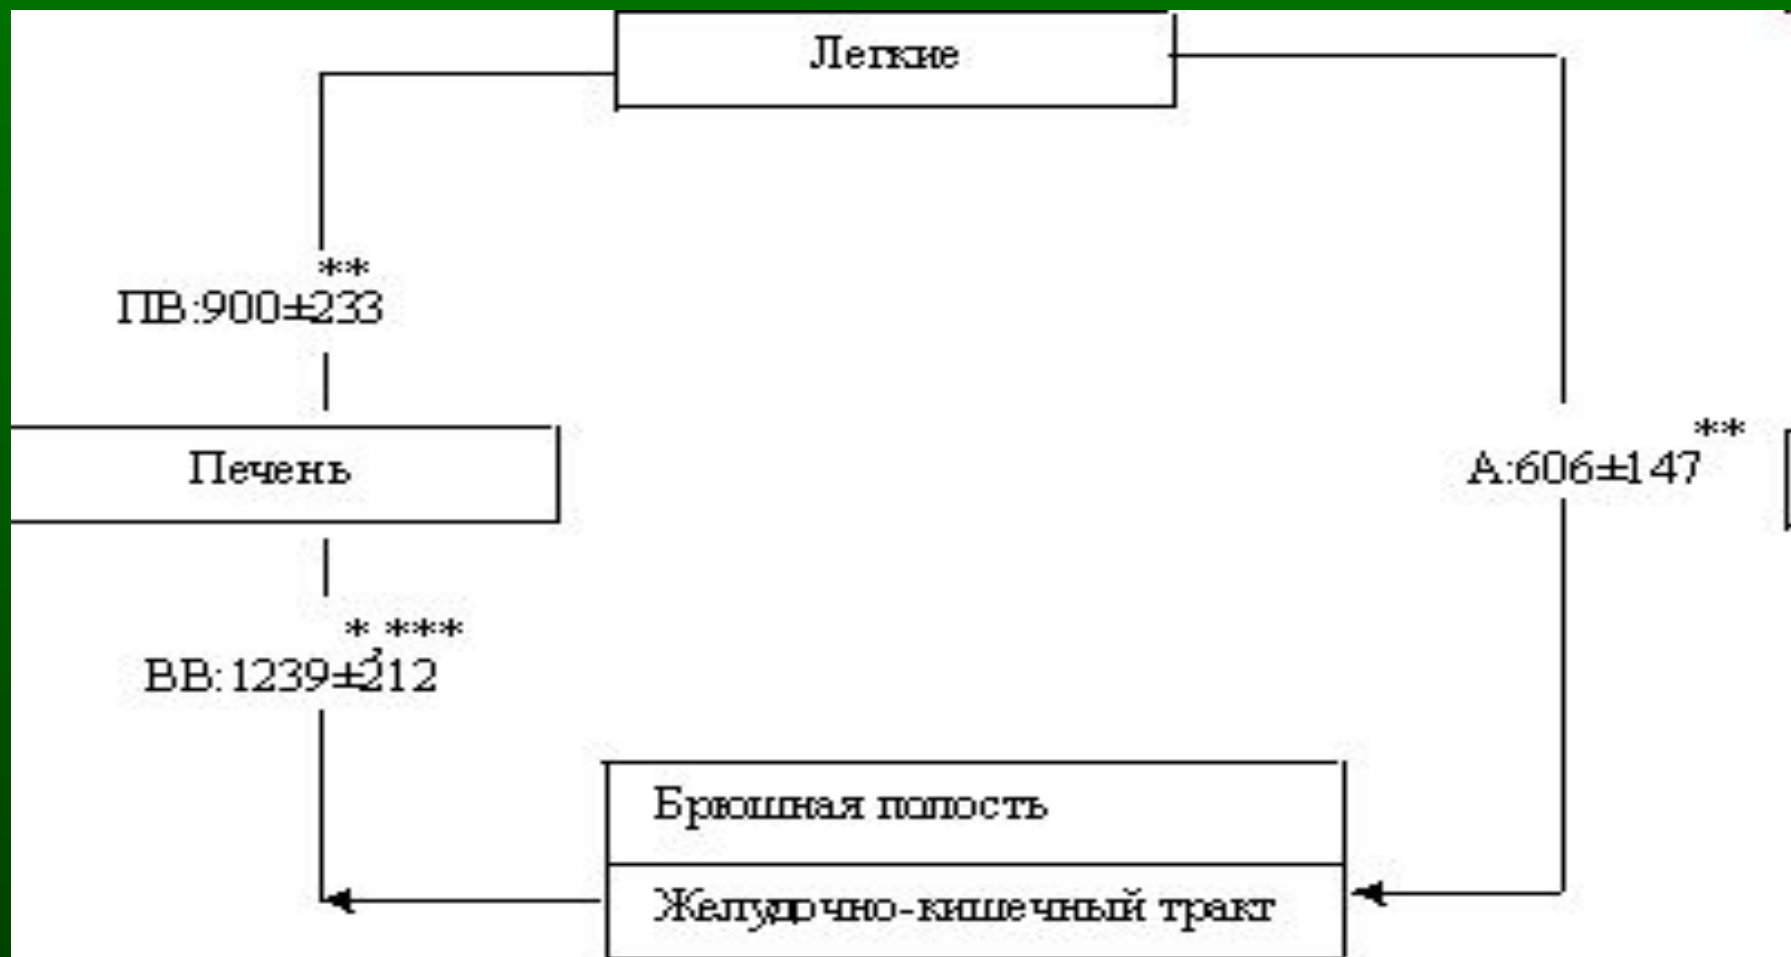 Легкие
**
ПВ:900±233
**
Печень
А:606±147
*,***
ВВ:1239±212
Брюшная полость
Желудочно-кишечный тракт